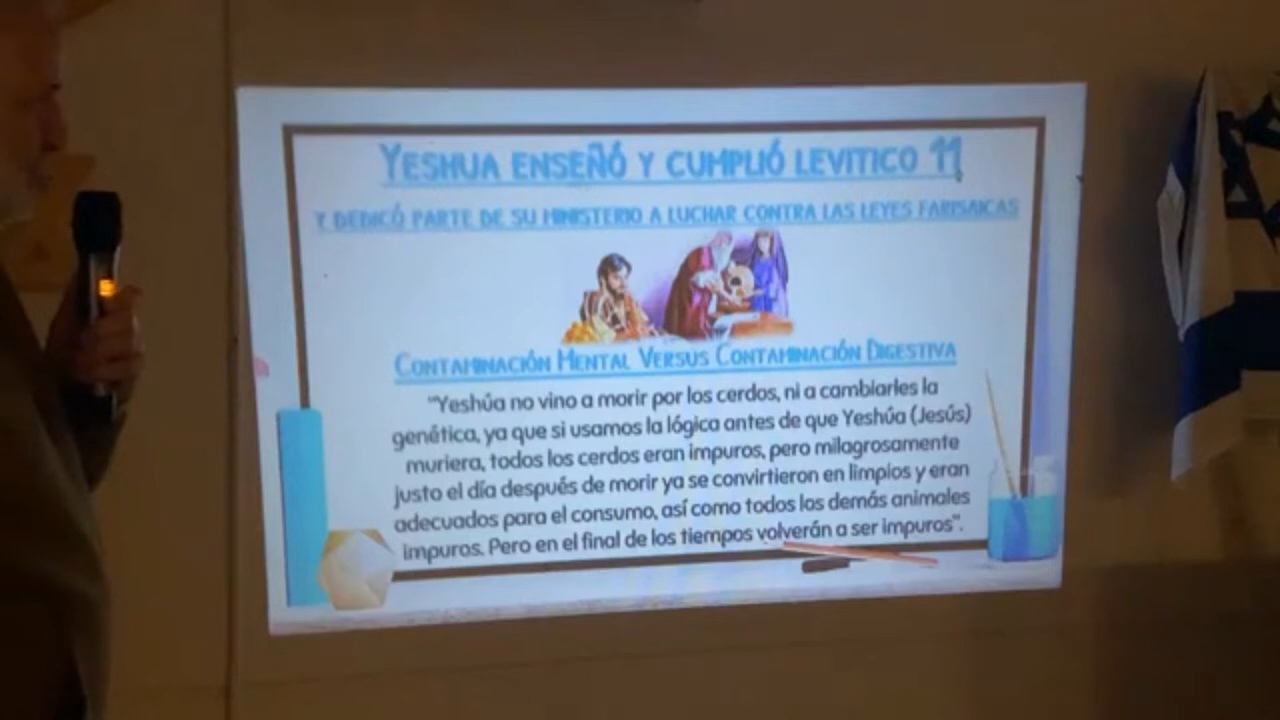 YESHUA ENSEÑÓ Y CUMPLIÓ LEVITICO 11
Y DEDICÓ PARTE DE SU MINISTERIO A LUCHAR CONTRA LAS LEYES FARISAICAS
CONTAMINACIÓN MENTAL VERSUS CONTAMINACIÓN DIGESTIVA
"Yeshúa no vino a morir por los cerdos, ni a cambiarles la
genética, ya que si usamos la lógica antes de que Yeshúa (Jesús)
muriera, todos los cerdos eran impuros, pero milagrosamente
justo el día después de morir ya se convirtieron en limpios y eran
adecuados para el consumo, así como todos los demás animales
impuros. Pero en el final de los tiempos volverán a ser impuros".